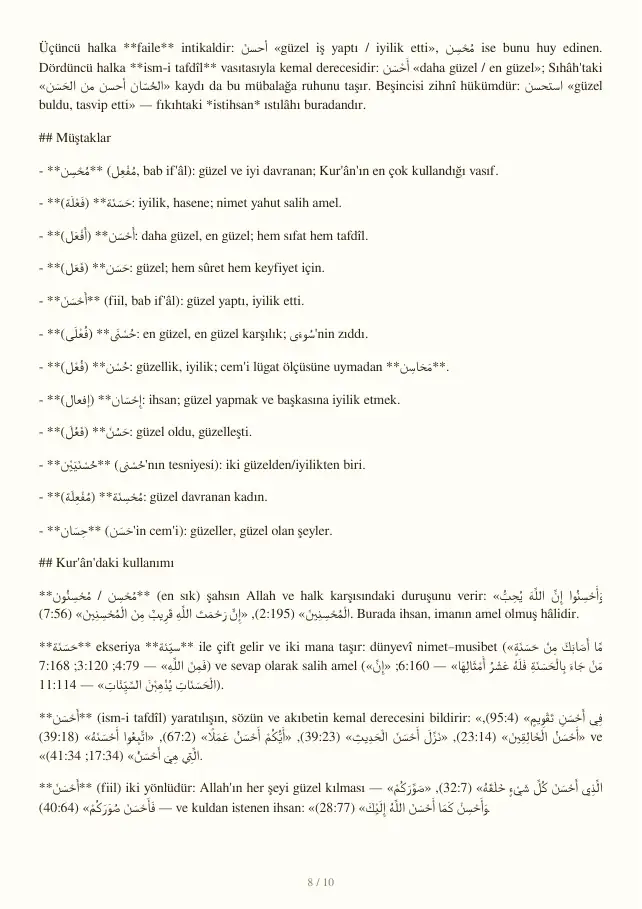 Üçüncü halka **faile** intikaldir: أحسنَ «güzel iş yaptı / iyilik etti», مُحْسِن ise bunu huy edinen.
Dördüncü halka **ism-i tafdîl** vasıtasıyla kemal derecesidir: أَحْسَن «daha güzel / en güzel»; Sıhâh'taki
«الحُسّان أحسن من الحَسَن» kaydı da bu mübalağa ruhunu taşır. Beşincisi zihnî hükümdür: استحسن «güzel
buldu, tasvip etti» — fıkıhtaki *istihsan* ıstılâhı buradandır.
## Müştaklar
- **مُحْسِن** (مُفْعِل, bab if'âl): güzel ve iyi davranan; Kur'ân'ın en çok kullandığı vasıf.
- **حَسَنَة** (فَعْلَة): iyilik, hasene; nimet yahut salih amel.
- **أَحْسَن** (أَفْعَل): daha güzel, en güzel; hem sıfat hem tafdîl.
- **حَسَن** (فَعَل): güzel; hem sûret hem keyfiyet için.
- **أَحْسَنَ** (fiil, bab if'âl): güzel yaptı, iyilik etti.
- **حُسْنَى** (فُعْلَى): en güzel, en güzel karşılık; سُوءَى'nin zıddı.
- **حُسْن** (فُعْل): güzellik, iyilik; cem'i lügat ölçüsüne uymadan **مَحَاسِن**.
- **إِحْسَان** (إفعال): ihsan; güzel yapmak ve başkasına iyilik etmek.
- **حَسُنَ** (فَعُلَ): güzel oldu, güzelleşti.
- **حُسْنَيَيْن** (حُسْنَى'nın tesniyesi): iki güzelden/iyilikten biri.
- **مُحْسِنَة** (مُفْعِلَة): güzel davranan kadın.
- **حِسَان** (حَسَن'in cem'i): güzeller, güzel olan şeyler.
## Kur'ân'daki kullanımı
**مُحْسِن / مُحْسِنُون** (en sık) şahsın Allah ve halk karşısındaki duruşunu verir: «وَأَحْسِنُوا إِنَّ اللَّهَ يُحِبُّ
الْمُحْسِنِينَ» (2:195), «إِنَّ رَحْمَتَ اللَّهِ قَرِيبٌ مِنَ الْمُحْسِنِينَ» (7:56). Burada ihsan, imanın amel olmuş hâlidir.
**حَسَنَة** ekseriya **سيّئة** ile çift gelir ve iki mana taşır: dünyevî nimet–musibet («مَّا أَصَابَكَ مِنْ حَسَنَةٍ
فَمِنَ اللَّهِ» — 4:79; 3:120; 7:168) ve sevap olarak salih amel («مَنْ جَاءَ بِالْحَسَنَةِ فَلَهُ عَشْرُ أَمْثَالِهَا» — 6:160; «إِنَّ
الْحَسَنَاتِ يُذْهِبْنَ السَّيِّئَاتِ» — 11:114).
**أَحْسَن** (ism-i tafdîl) yaratılışın, sözün ve akıbetin kemal derecesini bildirir: «فِي أَحْسَنِ تَقْوِيمٍ» (95:4),
«أَحْسَنُ الْخَالِقِينَ» (23:14), «نَزَّلَ أَحْسَنَ الْحَدِيثِ» (39:23), «أَيُّكُمْ أَحْسَنُ عَمَلًا» (67:2), «اتَّبِعُوا أَحْسَنَهُ» (39:18) ve
«الَّتِي هِيَ أَحْسَنُ» (17:34; 41:34).
**أَحْسَنَ** (fiil) iki yönlüdür: Allah'ın her şeyi güzel kılması — «الَّذِي أَحْسَنَ كُلَّ شَيْءٍ خَلَقَهُ» (32:7), «صَوَّرَكُمْ
فَأَحْسَنَ صُوَرَكُمْ» (40:64) — ve kuldan istenen ihsan: «وَأَحْسِنْ كَمَا أَحْسَنَ اللَّهُ إِلَيْكَ» (28:77).
8 / 10